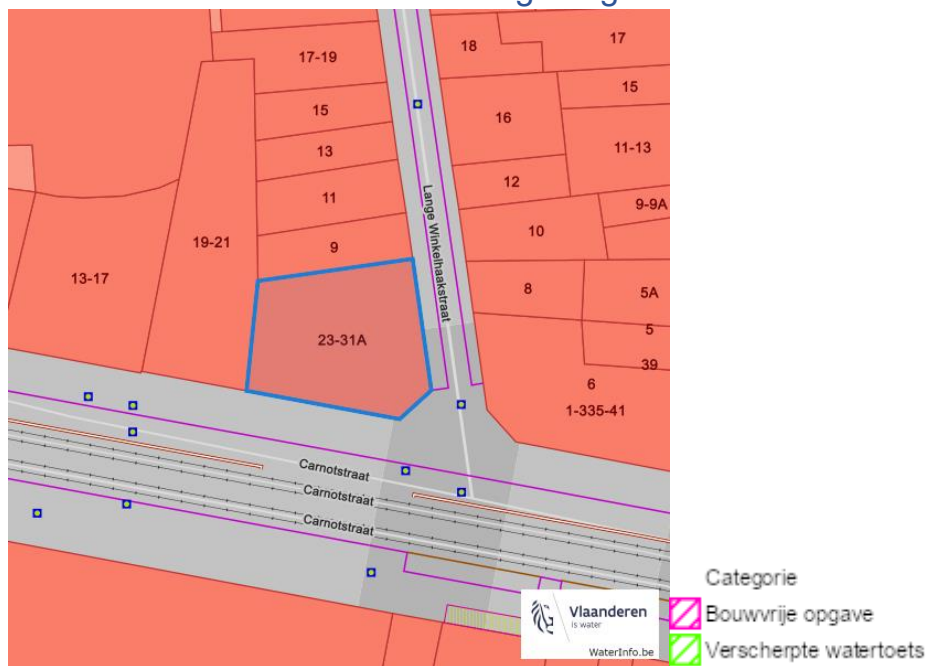 17-19
18
17
15
15
16
13
11-13
12
11
9-9A
10
19-21
9
13-17
8
5A
Lange Winkelhaakstraat
23-31A
5
39
6
1-335-41
Carnotstraat
Carnotstraat
Carnotstraat
Vlaanderen
is water
WaterInfo.be
Categorie
Bouwvrije opgave
Verscherpte watertoets